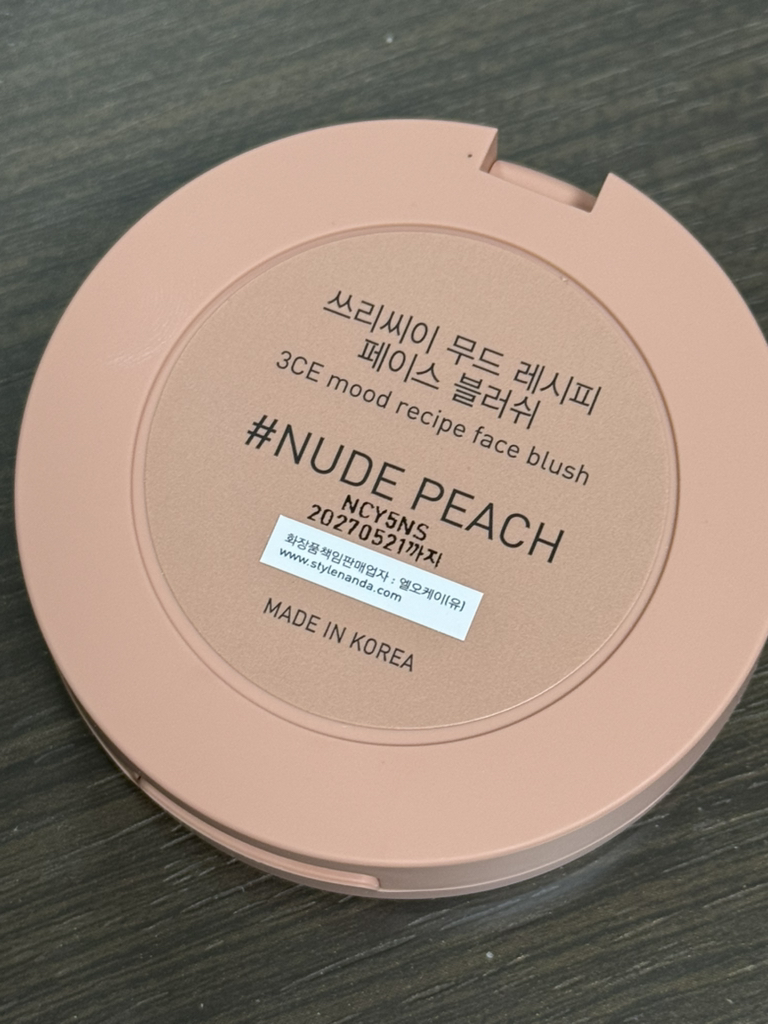 쓰리씨이 무드 레시피
페이스 블러쉬
3CE mood recipe face blush
#NUDE PEACH
NCY5NS
20270521까지
화장품책임판매업자 : 엘오케이(유)
www.stylenanda.com
MADE IN KOREA